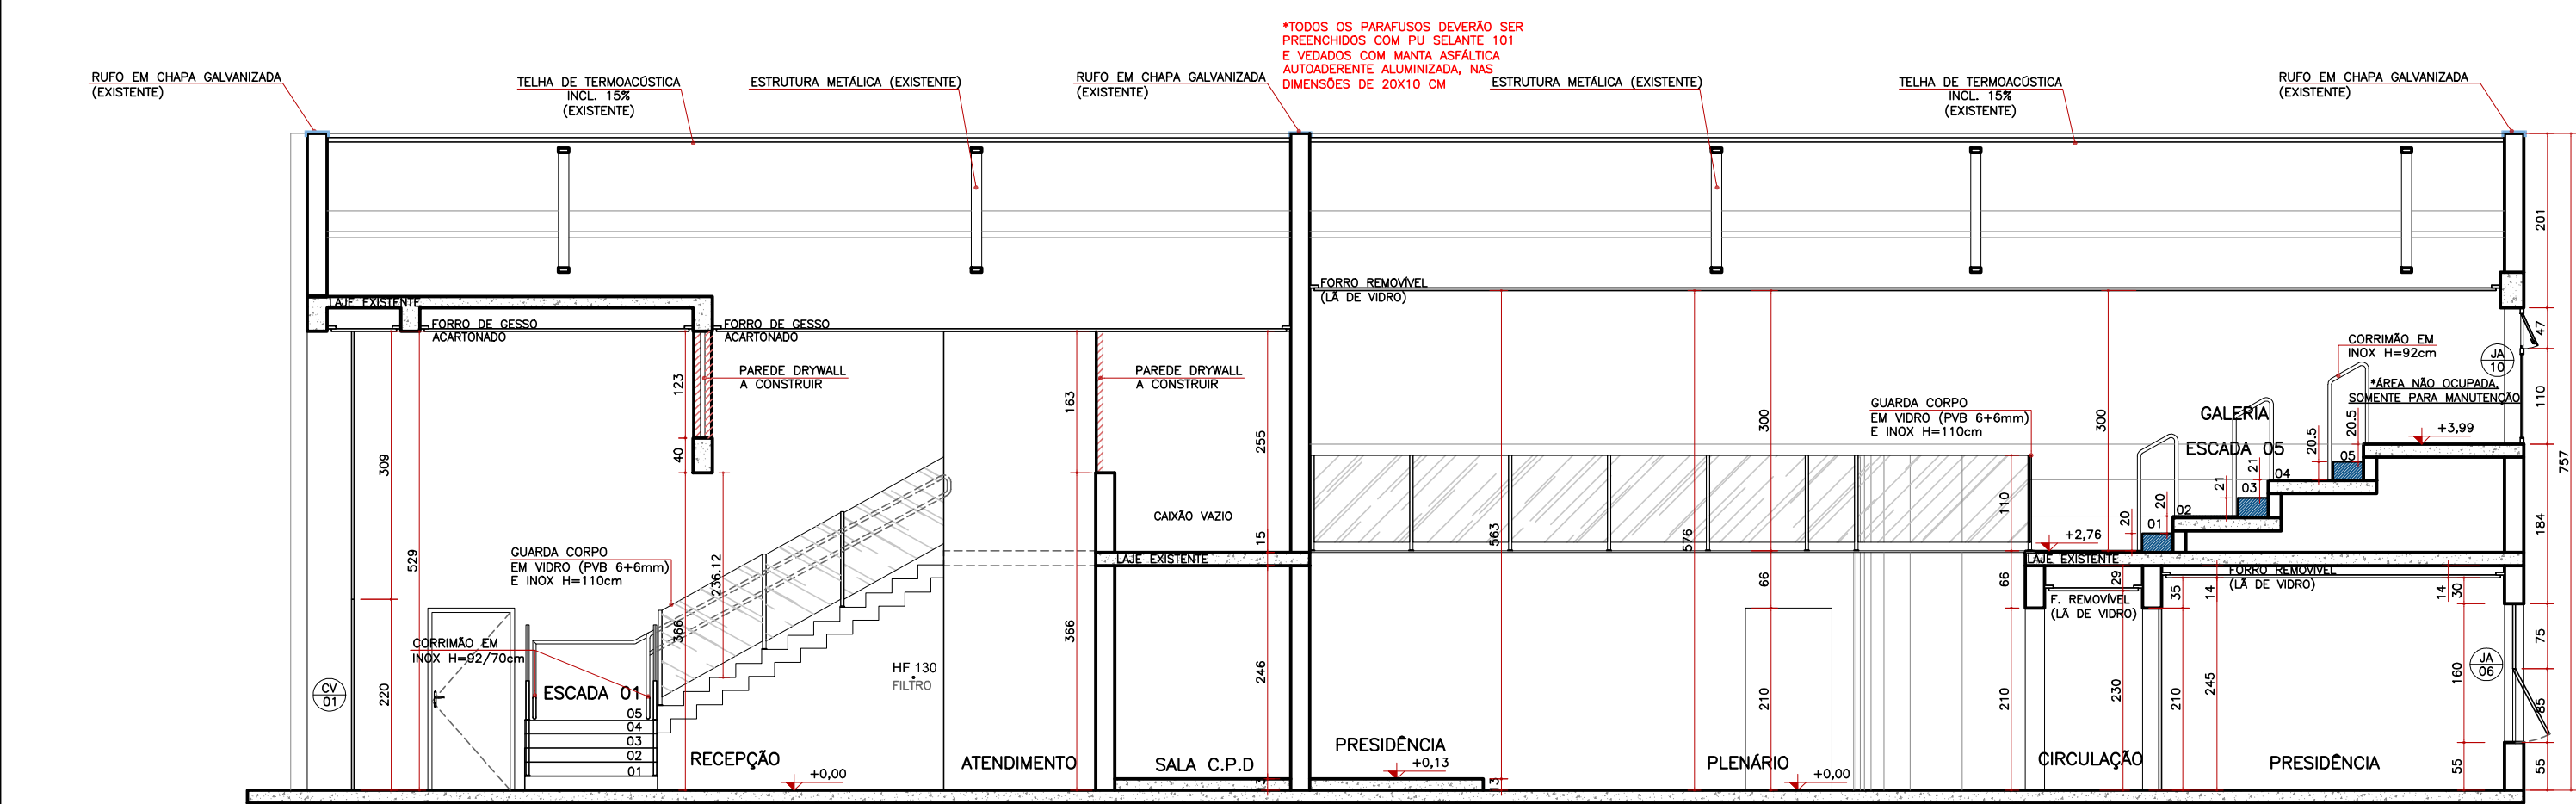 *TODOS OS PARAFUSOS DEVERÃO SER
PREENCHIDOS COM PU SELANTE 101
E VEDADOS COM MANTA ASFÁLTICA
AUTOADERENTE ALUMINIZADA, NAS
DIMENSÕES DE 20X10 CM
RUFO EM CHAPA GALVANIZADA
(EXISTENTE)
TELHA DE TERMOACÚSTICA
INCL. 15%
(EXISTENTE)
ESTRUTURA METÁLICA (EXISTENTE)
RUFO EM CHAPA GALVANIZADA
(EXISTENTE)
ESTRUTURA METÁLICA (EXISTENTE)
TELHA DE TERMOACÚSTICA
INCL. 15%
(EXISTENTE)
RUFO EM CHAPA GALVANIZADA
(EXISTENTE)
201
LAJE EXISTENTE
FORRO DE GESSO
ACARTONADO
FORRO DE GESSO
ACARTONADO
FORRO REMOVÍVEL
(LÃ DE VIDRO)
47
CORRIMÃO EM
INOX H=92cm
JA
10
PAREDE DRYWALL
A CONSTRUIR
PAREDE DRYWALL
A CONSTRUIR
123
163
255
300
300
110
*ÁREA NÃO OCUPADA,
SOMENTE PARA MANUTENÇÃO
GUARDA CORPO
EM VIDRO (PVB 6+6mm)
E INOX H=110cm
GALERIA
ESCADA 05
+3,99
20.5
20.5
757
309
40
05
04
21
03
21
02
20
01
20
CAIXÃO VAZIO
110
563
576
184
15
+2,76
LAJE EXISTENTE
LAJE EXISTENTE
529
GUARDA CORPO
EM VIDRO (PVB 6+6mm)
E INOX H=110cm
236.12
66
66
29
F. REMOVÍVEL
(LÃ DE VIDRO)
35
14
FORRO REMOVÍVEL
(LÃ DE VIDRO)
14
30
366
366
246
75
CORRIMÃO EM
INOX H=92/70cm
HF 130
FILTRO
JA
06
CV
01
220
ESCADA 01
210
210
230
210
245
160
85
05
04
03
02
01
RECEPÇÃO
+0,00
ATENDIMENTO
SALA C.P.D
PRESIDÊNCIA
+0,13
13
PLENÁRIO
+0,00
CIRCULAÇÃO
PRESIDÊNCIA
55
55